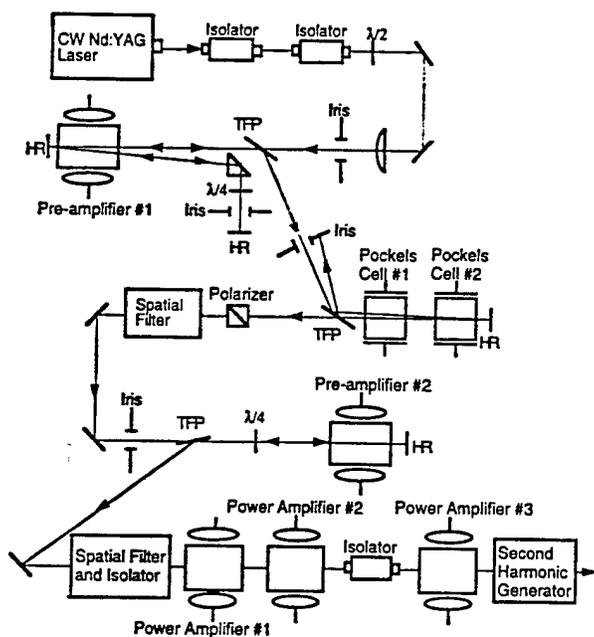 CW Nd:YAG
Laser
Isolator
Isolator
λ/2
HR
Pre-amplifier #1
TFP
Iris
λ/4
Iris
HR
Iris
Pockels
Cell #1
Pockels
Cell #2
Spatial
Filter
Polarizer
TFP
HR
Iris
TFP
λ/4
Pre-amplifier #2
HR
Spatial Filter
and Isolator
Power Amplifier #1
Power Amplifier #2
Isolator
Power Amplifier #3
Second
Harmonic
Generator